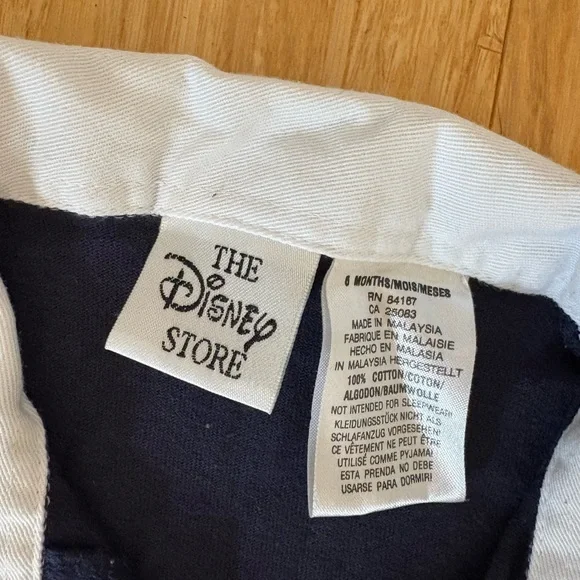 THE
Disney
STORE
6 MONTHS/MOIS/MESES
RN 84167
CA 25083
MADE IN MALAYSIA
FABRIQUE EN MALAISIE
HECHO EN MALASIA
IN MALAYSIA HERGESTELLT
100% COTTON/COTON/
ALGODON/BAUMWOLLE
NOT INTENDED FOR SLEEPWEAR!
KLEIDUNGSSTÜCK NICHT ALS
SCHLAFANZUG VORGESEHEN!
CE VÊTEMENT NE PEUT ÊTRE
UTILISÉ COMME PYJAMA!
ESTA PRENDA NO DEBE
USARSE PARA DORMIR!